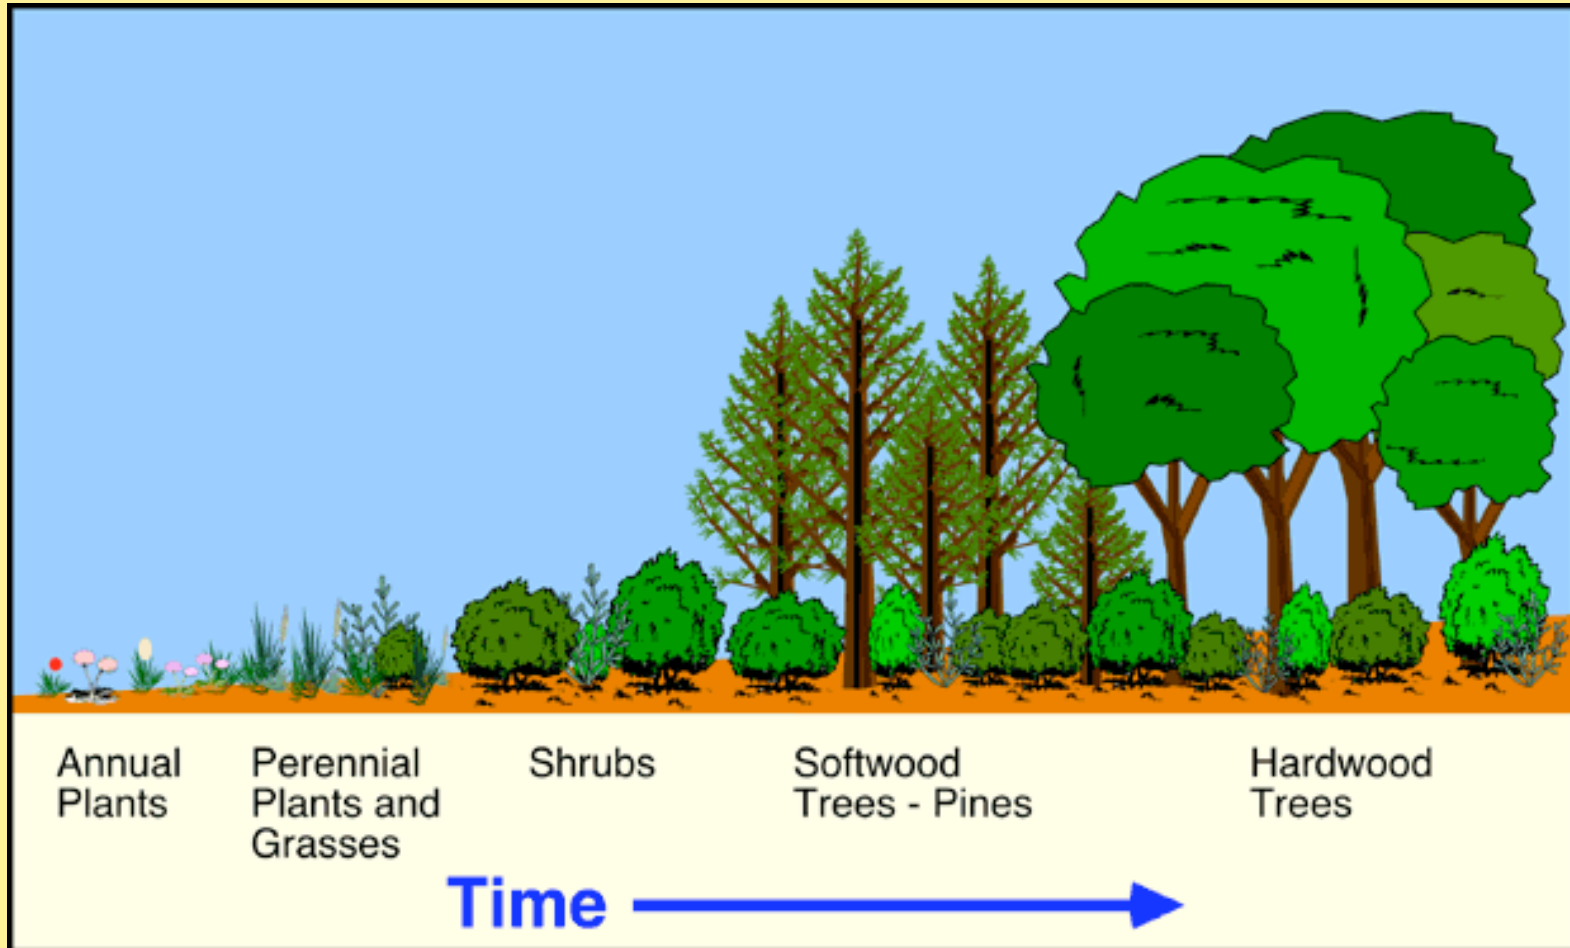 Annual
Plants
Perennial
Plants and
Grasses
Shrubs
Softwood
Trees - Pines
Hardwood
Trees
Time